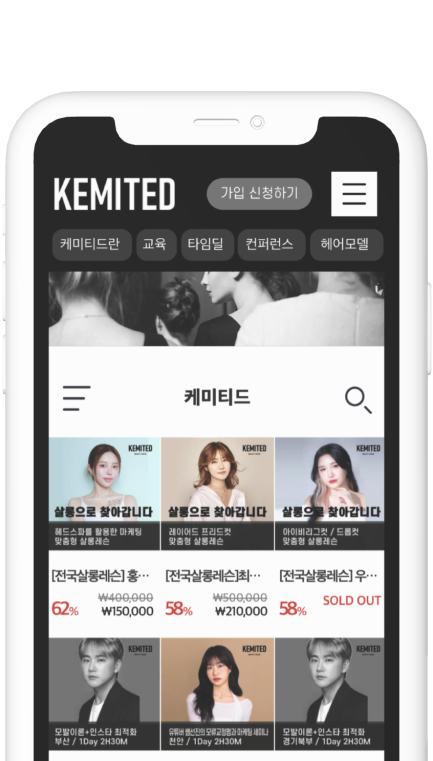 KEMITED
가입 신청하기
케미티드란 교육 타임딜 컨퍼런스 헤어모델
케미티드
KEMITED KEMITED KEMITED
살롱으로 찾아갑니다 살롱으로 찾아갑니다 살롱으로 찾아갑니다
헤드스파를 활용한 마케팅 레이어드 프리드컷 아이비리그컷 / 드롭컷
맞춤형 살롱레슨 맞춤형 살롱레슨 맞춤형 살롱레슨
[전국살롱레슨] 홍··· [전국살롱레슨]최··· [전국살롱레슨] 우···
₩400,000 ₩500,000 SOLD OUT
62% ₩150,000 58% ₩210,000 58%
KEMITED KEMITED KEMITED
모발이론+인스타 최적화 유튜버 벨신진의 모류교정펌과 마케팅 세미나 모발이론+인스타 최적화
부산 / 1Day 2H30M 천안 / 1Day 2H30M 경기북부 / 1Day 2H30M